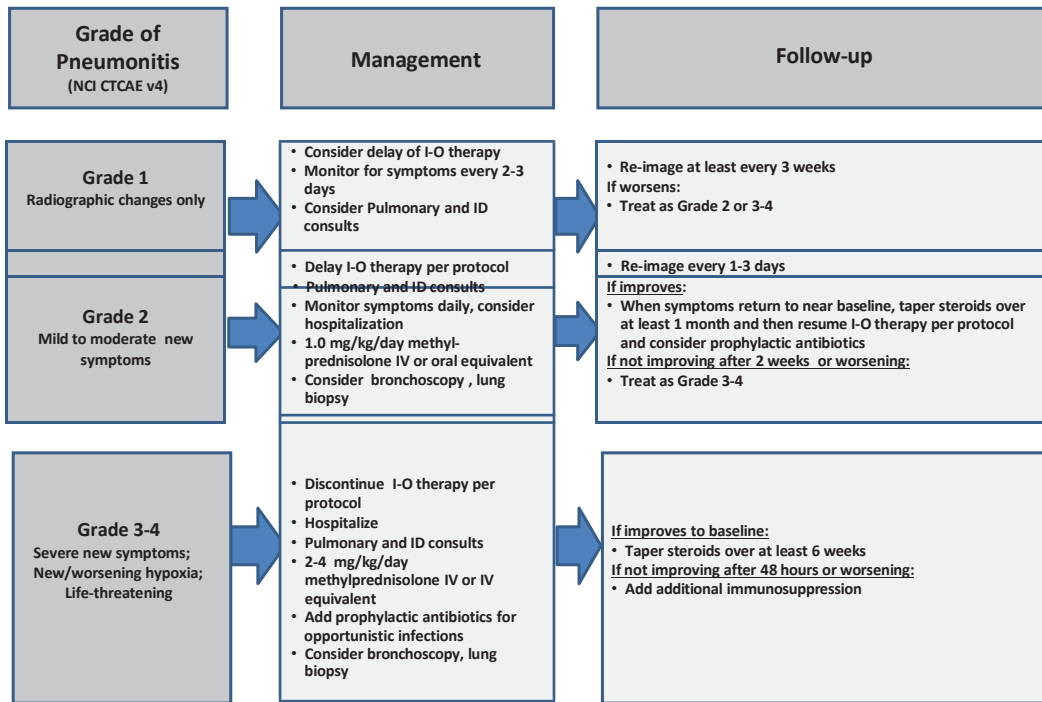 Grade of
Pneumonitis
(NCI CTCAE v4)
Management
Follow-up
Grade 1
Radiographic changes only
• Consider delay of I-O therapy
• Monitor for symptoms every 2-3
days
• Consider Pulmonary and ID
consults
• Re-image at least every 3 weeks
If worsens:
• Treat as Grade 2 or 3-4
Grade 2
Mild to moderate new
symptoms
• Delay I-O therapy per protocol
• Pulmonary and ID consults
• Monitor symptoms daily, consider
hospitalization
• 1.0 mg/kg/day methyl-
prednisolone IV or oral equivalent
• Consider bronchoscopy , lung
biopsy
• Re-image every 1-3 days
If improves:
• When symptoms return to near baseline, taper steroids over
at least 1 month and then resume I-O therapy per protocol
and consider prophylactic antibiotics
If not improving after 2 weeks or worsening:
• Treat as Grade 3-4
Grade 3-4
Severe new symptoms;
New/worsening hypoxia;
Life-threatening
• Discontinue I-O therapy per
protocol
• Hospitalize
• Pulmonary and ID consults
• 2-4 mg/kg/day
methylprednisolone IV or IV
equivalent
• Add prophylactic antibiotics for
opportunistic infections
• Consider bronchoscopy, lung
biopsy
If improves to baseline:
• Taper steroids over at least 6 weeks
If not improving after 48 hours or worsening:
• Add additional immunosuppression